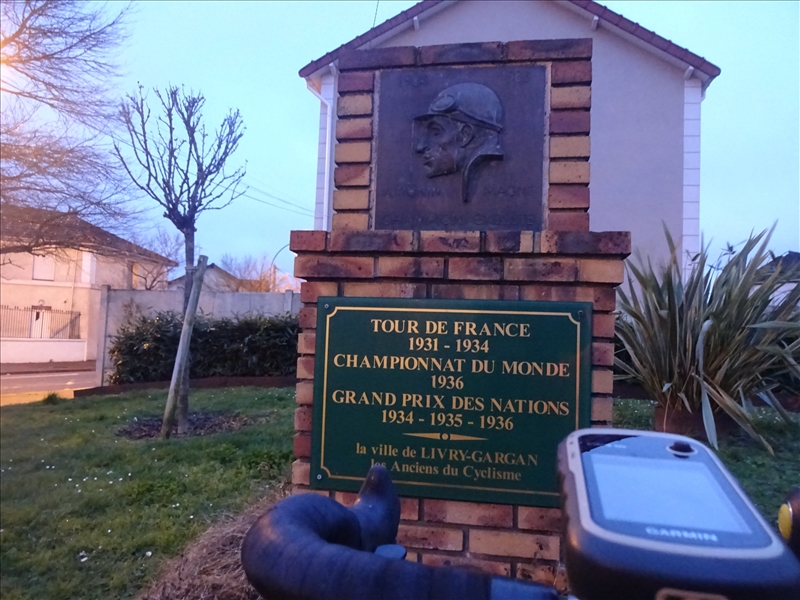 TOUR DE FRANCE
1931 - 1934
CHAMPIONNAT DU MONDE
1936
GRAND PRIX DES NATIONS
1934 - 1935 - 1936
la ville de LIVRY-GARGAN
les Anciens du Cyclisme
GARMIN